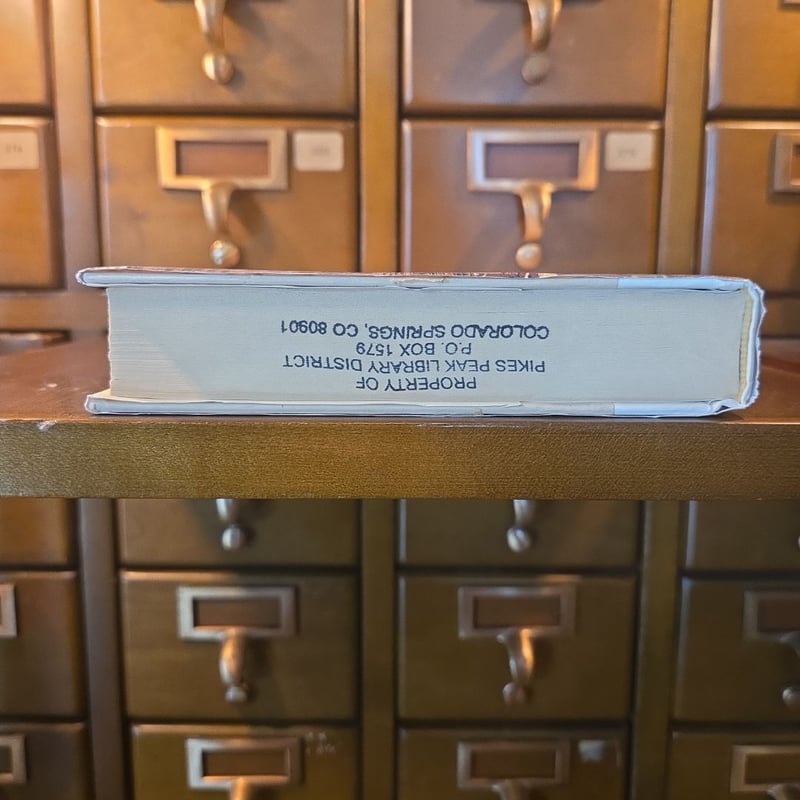 PROPERTY OF
PIKES PEAK LIBRARY DISTRICT
P.O. BOX 1579
COLORADO SPRINGS, CO 80901